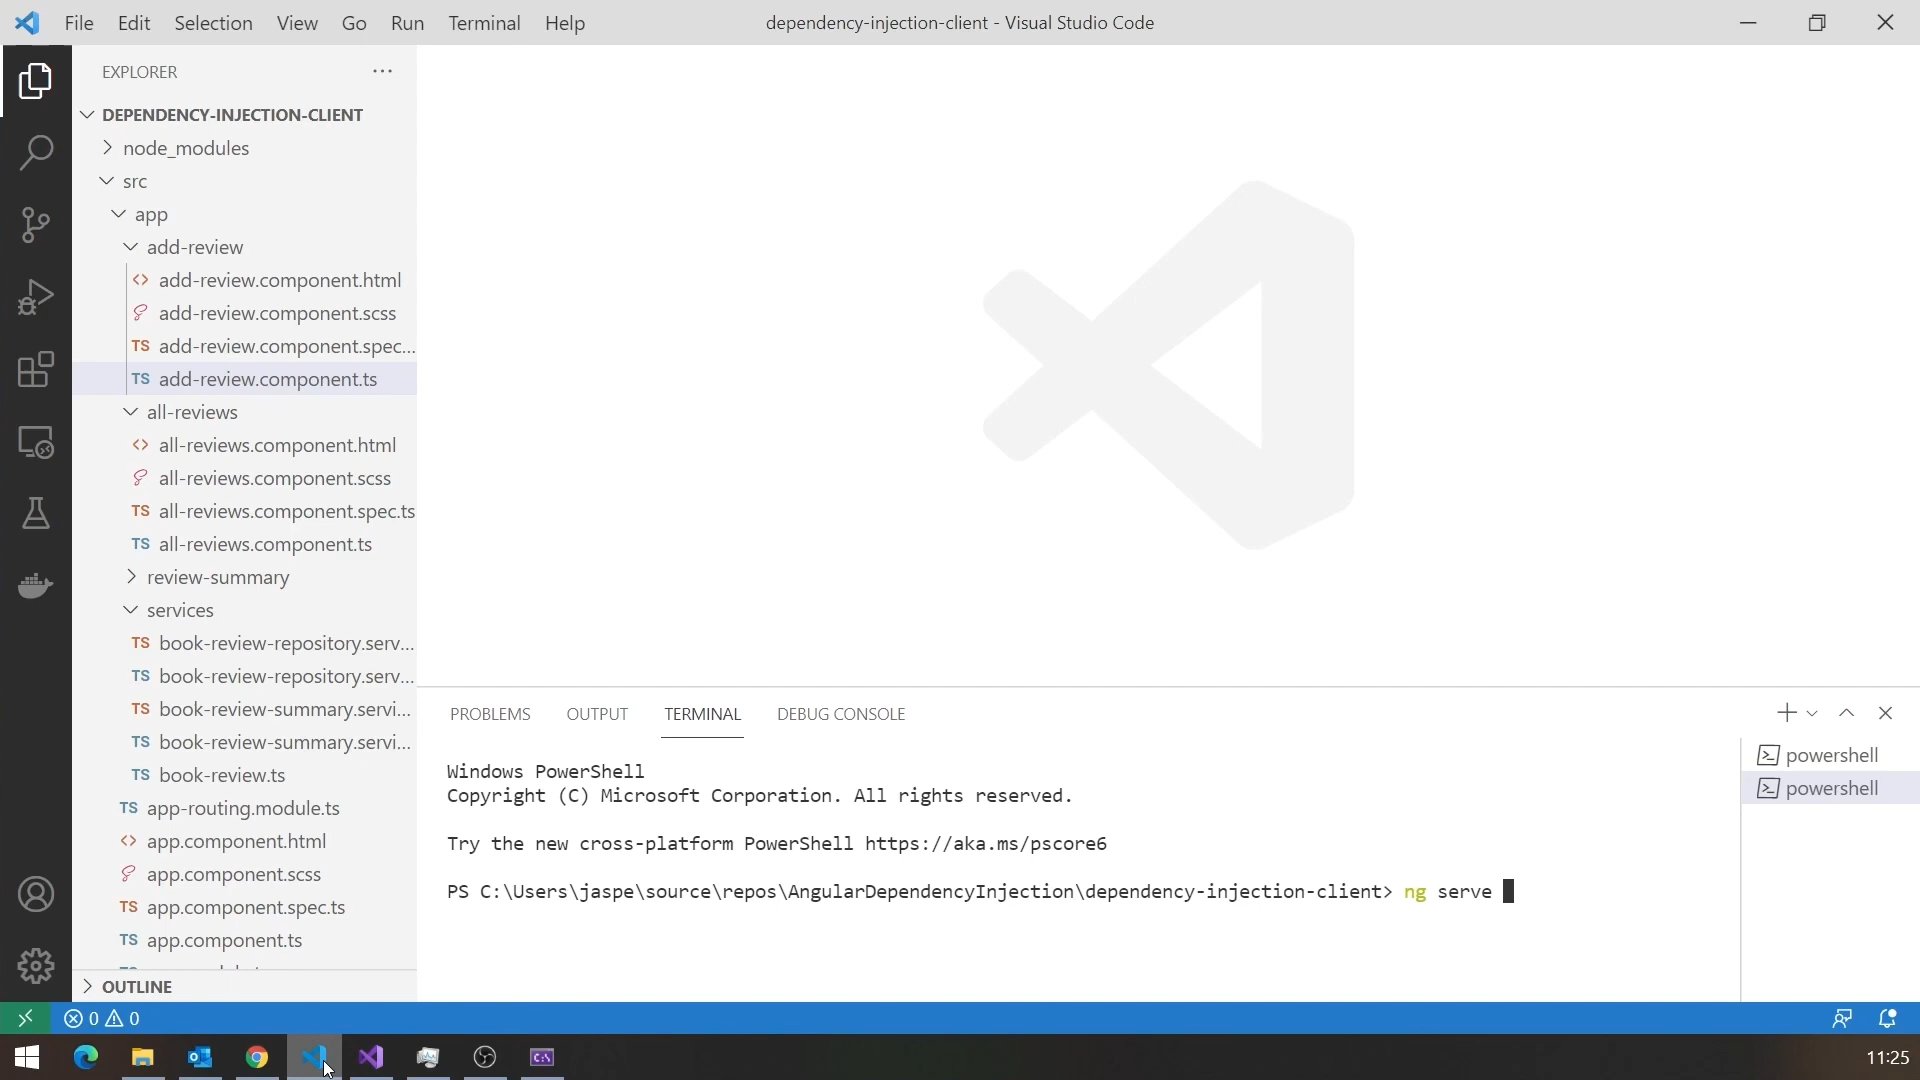 File Edit Selection View Go Run Terminal Help
dependency-injection-client - Visual Studio Code
EXPLORER
DEPENDENCY-INJECTION-CLIENT
node_modules
src
app
add-review
add-review.component.html
add-review.component.scss
TS add-review.component.spec...
TS add-review.component.ts
all-reviews
all-reviews.component.html
all-reviews.component.scss
TS all-reviews.component.spec.ts
TS all-reviews.component.ts
review-summary
services
TS book-review-repository.serv...
TS book-review-repository.serv...
TS book-review-summary.servi...
TS book-review-summary.servi...
TS book-review.ts
TS app-routing.module.ts
app.component.html
app.component.scss
TS app.component.spec.ts
TS app.component.ts
OUTLINE
PROBLEMS OUTPUT TERMINAL DEBUG CONSOLE
Windows PowerShell
Copyright (C) Microsoft Corporation. All rights reserved.
Try the new cross-platform PowerShell https://aka.ms/pscore6
PS C:\Users\jaspe\source\repos\AngularDependencyInjection\dependency-injection-client> ng serve
powershell
powershell
0 0
11:25